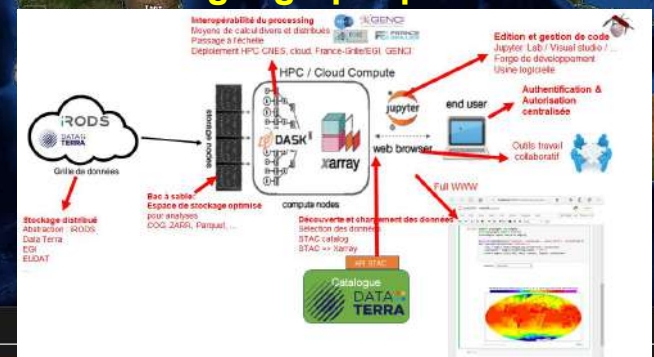 Interopérabilité du processing
Moyens de calcul divers et distribués
Passage à l'échelle
Déploiement HPC CNES, cloud, France-Grille/EGI, GENCI
GENCI
FRANCE GRILLES
Edition et gestion de code
Jupyter Lab / Visual studio / ...
Forge de développement
Usine logicielle
HPC / Cloud Compute
iRODS
DATA TERRA
Grille de données
storage nodes
DASK
xarray
compute nodes
jupyter
web browser
end user
Authentification &
Autorisation
centralisée
Outils travail
collaboratif
Full WWW
Stockage distribué
Abstraction : iRODS
Data Terra
EGI
EUDAT
...
Bac à sable:
Espace de stockage optimisé
pour analyses
COG, ZARR, Parquet, ...
Découverte et chargement des données
Sélection des données
STAC catalog
STAC => Xarray
API STAC
Catalogue
DATA
TERRA